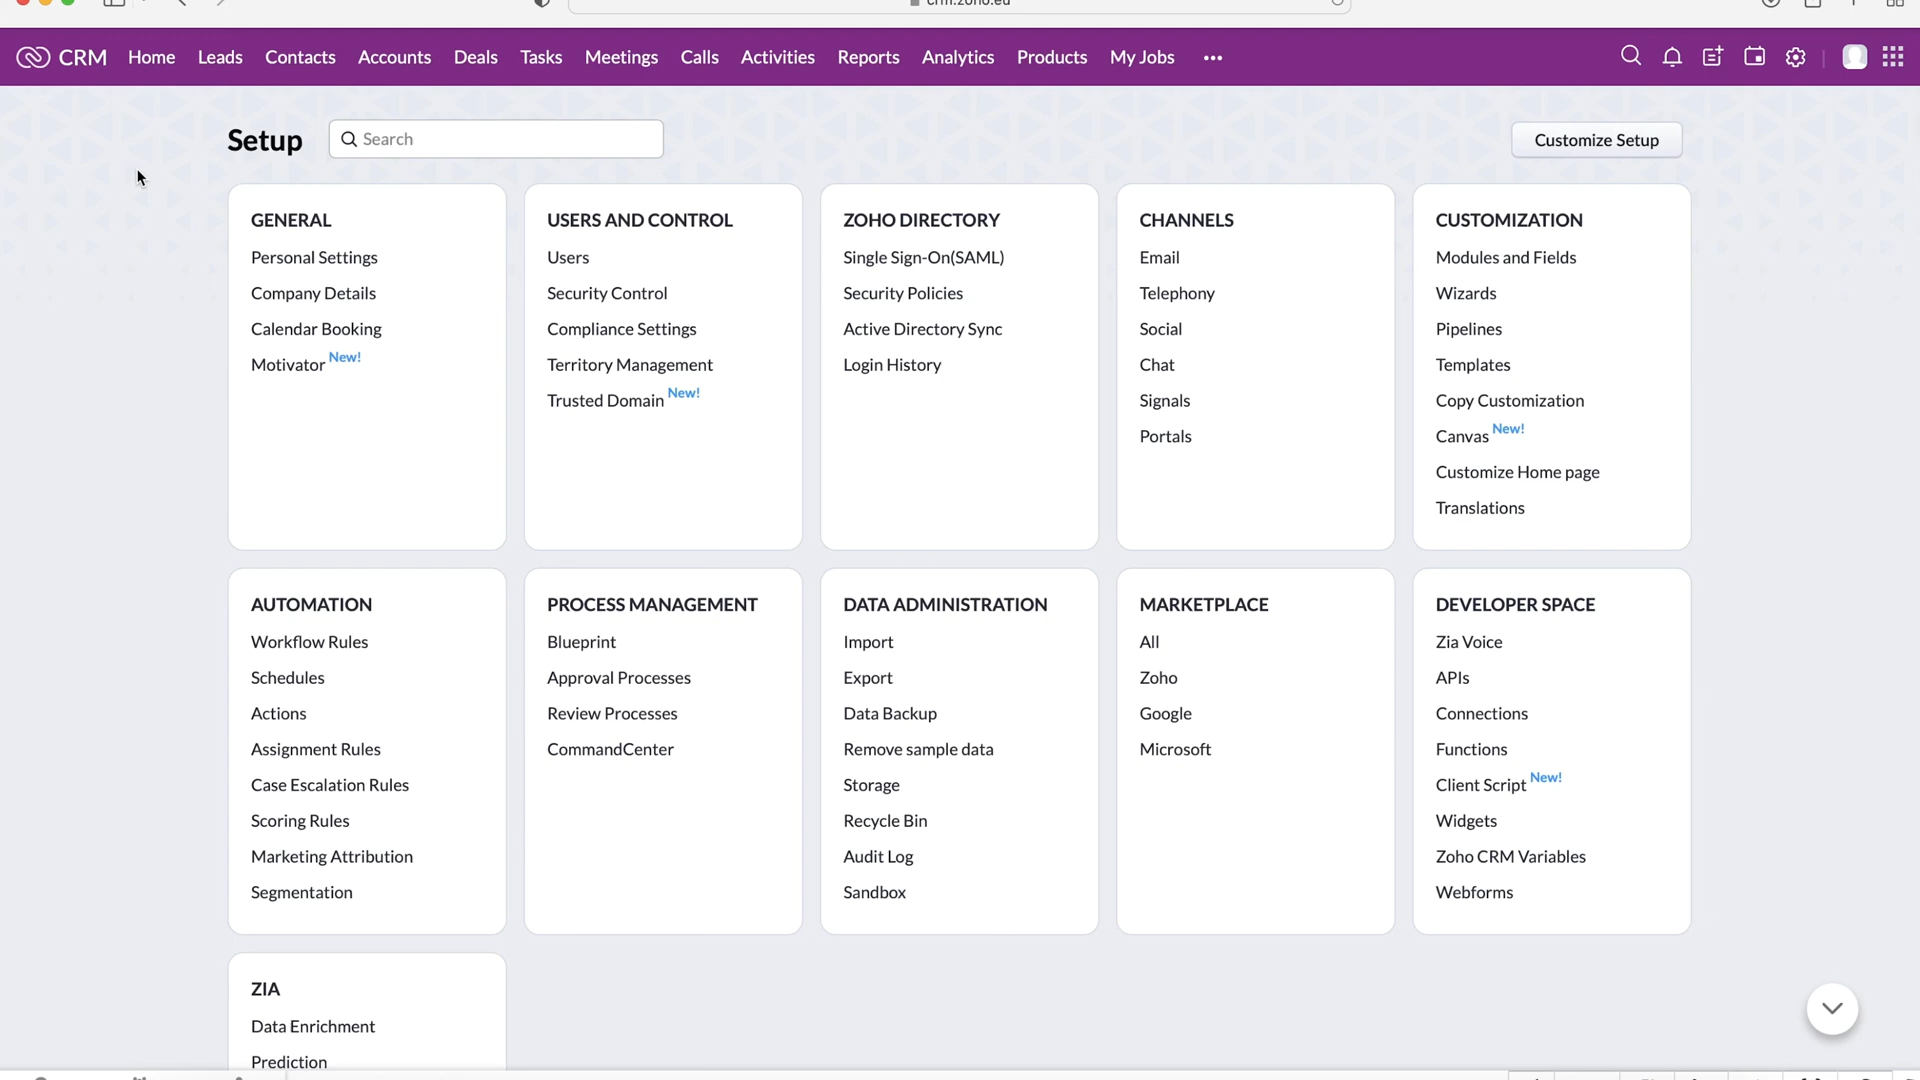 crm.zoho.eu
CRM Home Leads Contacts Accounts Deals Tasks Meetings Calls Activities Reports Analytics Products My Jobs •••
Setup
Search
Customize Setup
GENERAL
Personal Settings
Company Details
Calendar Booking
Motivator New!
USERS AND CONTROL
Users
Security Control
Compliance Settings
Territory Management
Trusted Domain New!
ZOHO DIRECTORY
Single Sign-On(SAML)
Security Policies
Active Directory Sync
Login History
CHANNELS
Email
Telephony
Social
Chat
Signals
Portals
CUSTOMIZATION
Modules and Fields
Wizards
Pipelines
Templates
Copy Customization
Canvas New!
Customize Home page
Translations
AUTOMATION
Workflow Rules
Schedules
Actions
Assignment Rules
Case Escalation Rules
Scoring Rules
Marketing Attribution
Segmentation
PROCESS MANAGEMENT
Blueprint
Approval Processes
Review Processes
CommandCenter
DATA ADMINISTRATION
Import
Export
Data Backup
Remove sample data
Storage
Recycle Bin
Audit Log
Sandbox
MARKETPLACE
All
Zoho
Google
Microsoft
DEVELOPER SPACE
Zia Voice
APIs
Connections
Functions
Client Script New!
Widgets
Zoho CRM Variables
Webforms
ZIA
Data Enrichment
Prediction